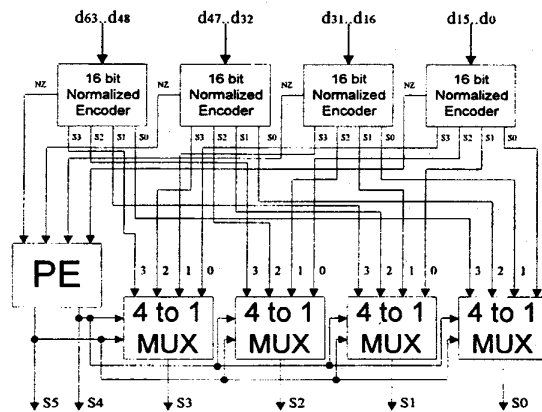 d63..d48 d47..d32 d31..d16 d15..d0
NZ 16 bit Normalized Encoder
NZ 16 bit Normalized Encoder
NZ 16 bit Normalized Encoder
NZ 16 bit Normalized Encoder
S3 S2 S1 S0 S3 S2 S1 S0 S3 S2 S1 S0 S3 S2 S1 S0
PE
3 2 1 0 3 2 1 0 3 2 1 0 3 2 1
4 to 1 MUX
4 to 1 MUX
4 to 1 MUX
4 to 1 MUX
S5 S4 S3 S2 S1 S0